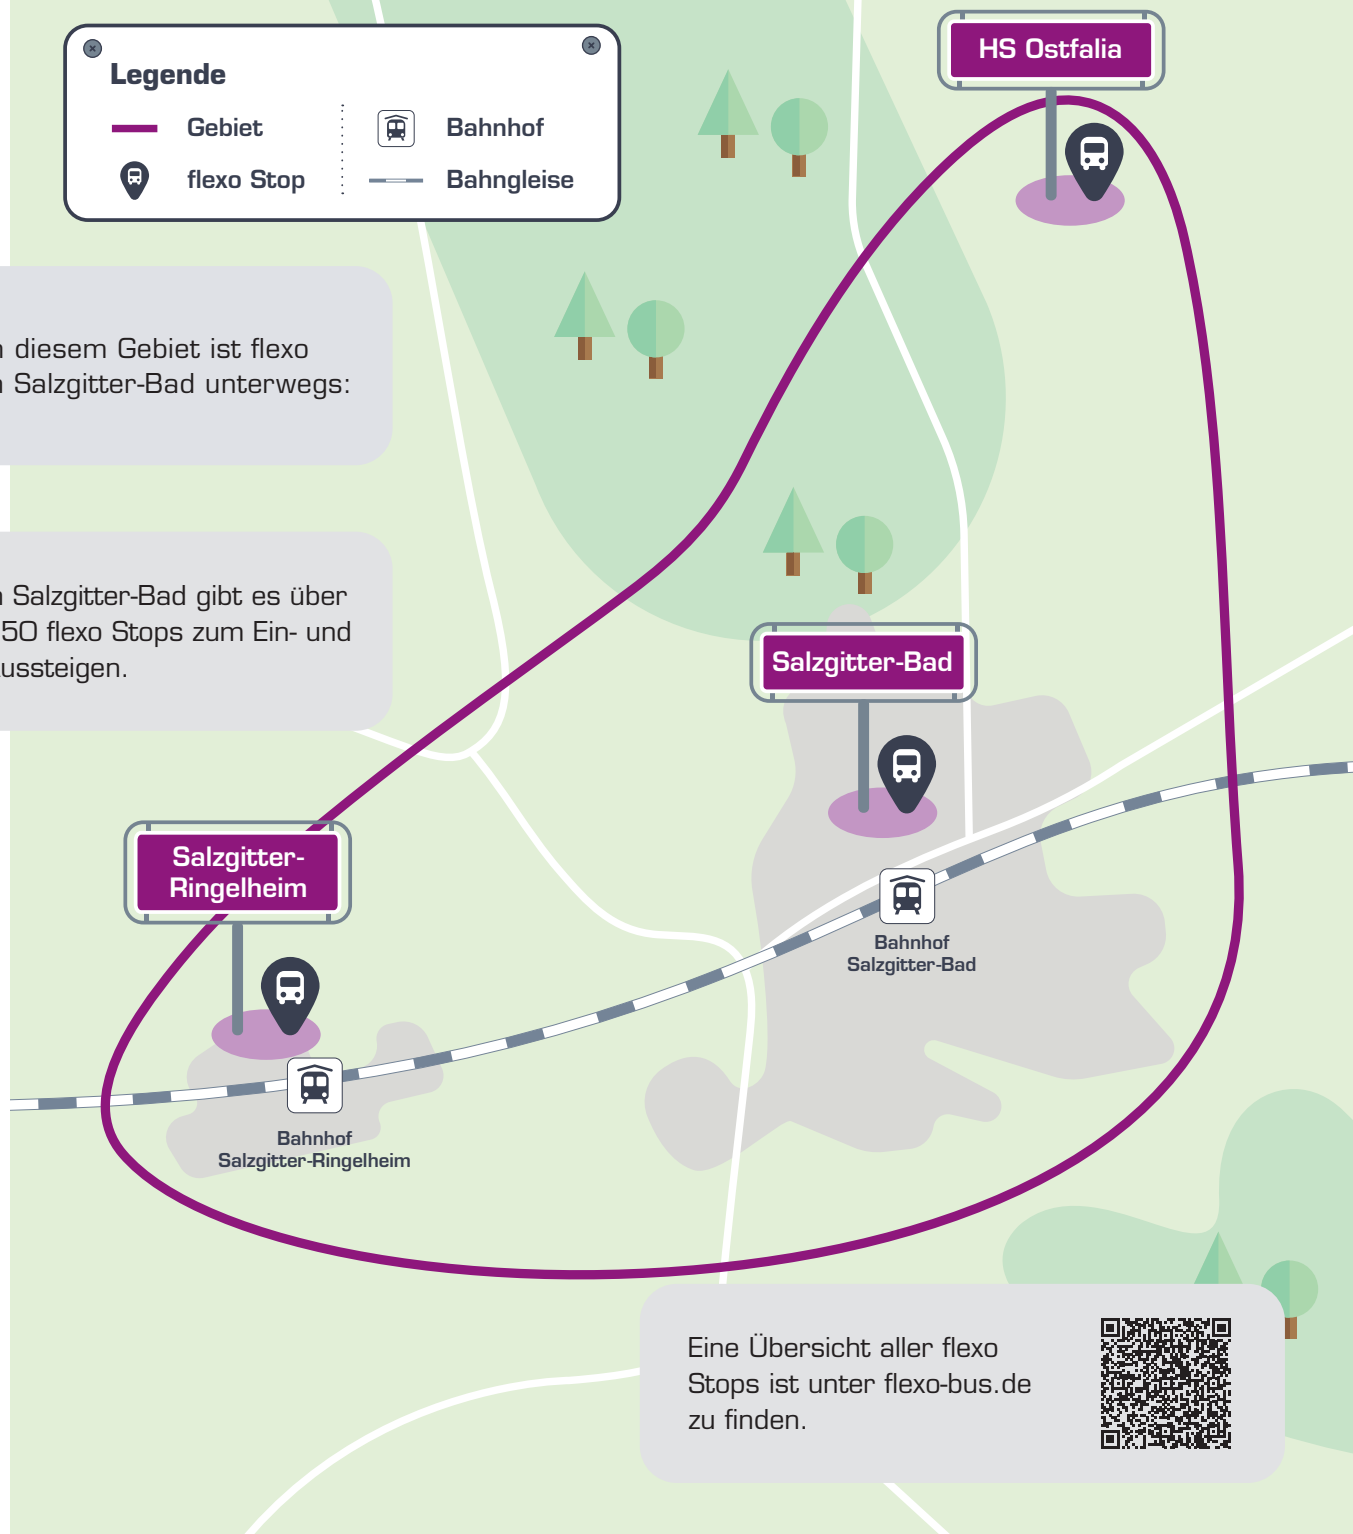 Legende
Gebiet
flexo Stop
Bahnhof
Bahngleise
HS Ostfalia
diesem Gebiet ist flexo
Salzgitter-Bad unterwegs:
Salzgitter-Bad gibt es über
50 flexo Stops zum Ein- und
ussteigen.
Salzgitter-Bad
Salzgitter-
Ringelheim
Bahnhof
Salzgitter-Bad
Bahnhof
Salzgitter-Ringelheim
Eine Übersicht aller flexo
Stops ist unter flexo-bus.de
zu finden.